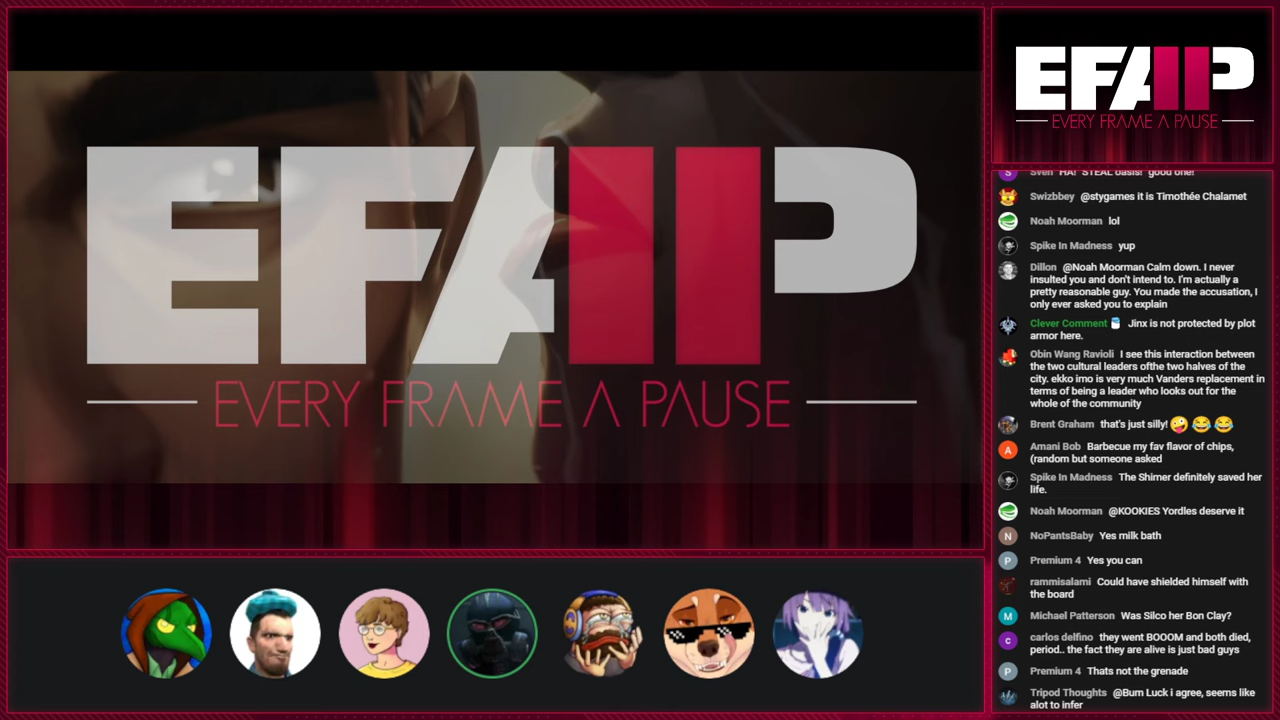 EFAP
EVERY FRAME A PAUSE
EFAP
EVERY FRAME A PAUSE
S Sven HA! STEAL oasis! good one!
Swizbbey @stygames it is Timothée Chalamet
Noah Moorman lol
Spike In Madness yup
Dillon @Noah Moorman Calm down. I never
insulted you and don't intend to. I'm actually a
pretty reasonable guy. You made the accusation, I
only ever asked you to explain
Clever Comment Jinx is not protected by plot
armor here.
Obin Wang Ravioli I see this interaction between
the two cultural leaders ofthe two halves of the
city. ekko imo is very much Vanders replacement in
terms of being a leader who looks out for the
whole of the community
Brent Graham that's just silly! 🤪 😂 😂
A Amani Bob Barbecue my fav flavor of chips,
(random but someone asked
Spike In Madness The Shimer definitely saved her
life.
Noah Moorman @KOOKIES Yordles deserve it
N NoPantsBaby Yes milk bath
P Premium 4 Yes you can
rammisalami Could have shielded himself with
the board
M Michael Patterson Was Silco her Bon Clay?
c carlos delfino they went BOOOM and both died,
period.. the fact they are alive is just bad guys
P Premium 4 Thats not the grenade
Tripod Thoughts @Bum Luck i agree, seems like
alot to infer